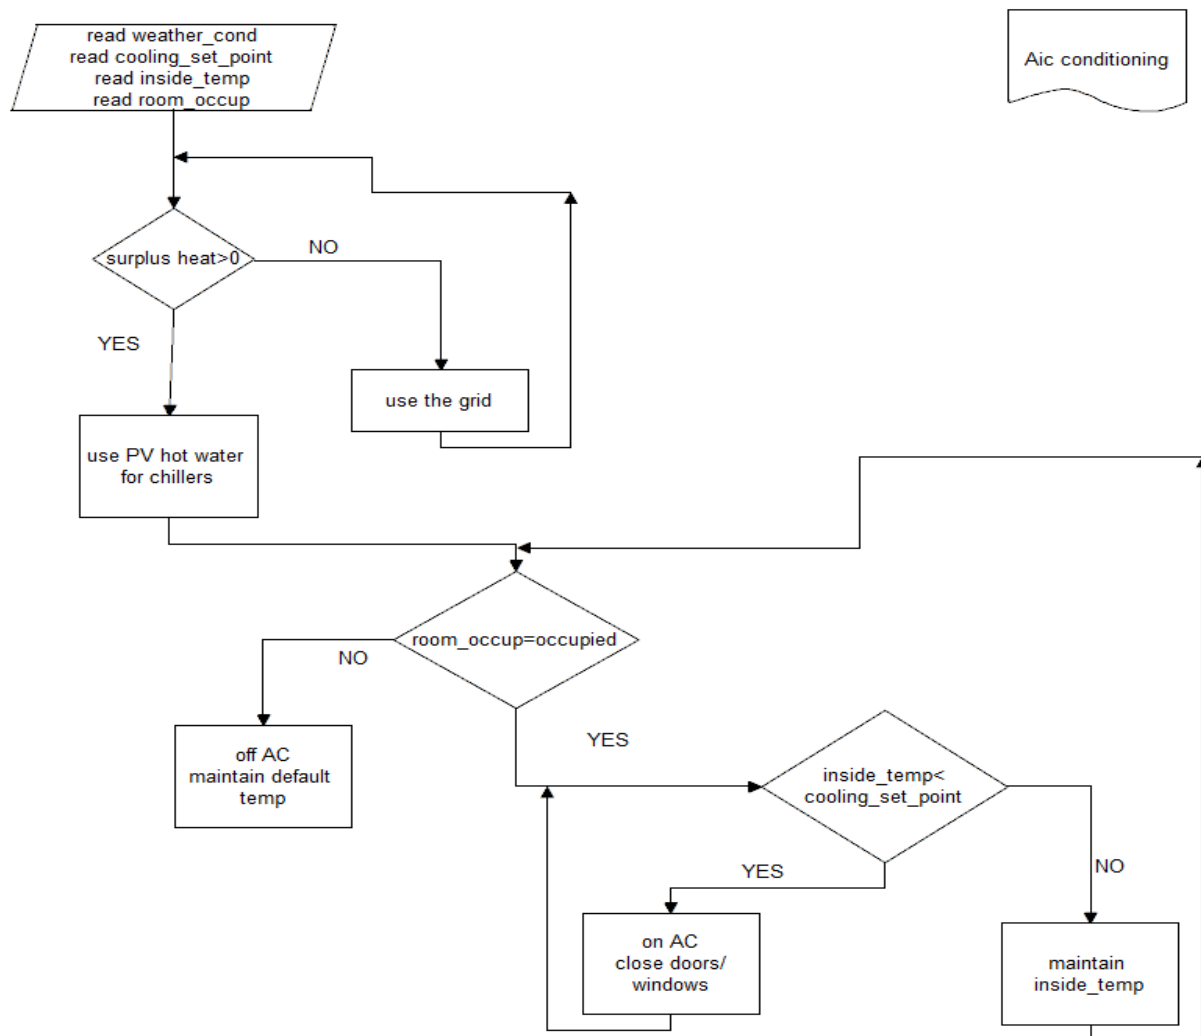 read weather_cond
read cooling_set_point
read inside_temp
read room_occup
Aic conditioning
surplus heat>0
NO
YES
use the grid
use PV hot water
for chillers
room_occup=occupied
NO
YES
off AC
maintain default
temp
inside_temp<
cooling_set_point
YES
NO
on AC
close doors/
windows
maintain
inside_temp